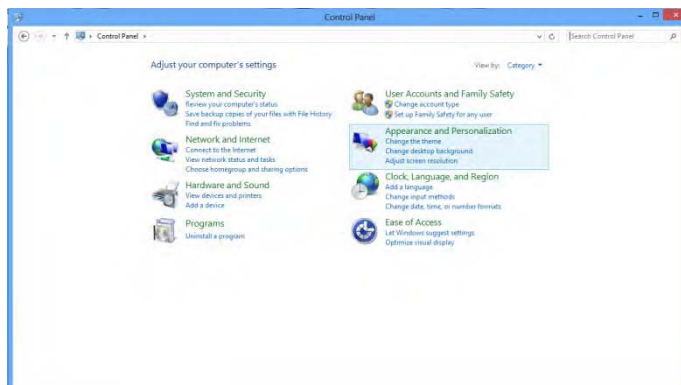 Control Panel
Control Panel
Search Control Panel
Adjust your computer's settings
View by: Category
System and Security
Review your computer's status
Save backup copies of your files with File History
Find and fix problems
Network and Internet
Connect to the Internet
View network status and tasks
Choose homegroup and sharing options
Hardware and Sound
View devices and printers
Add a device
Programs
Uninstall a program
User Accounts and Family Safety
Change account type
Set up Family Safety for any user
Appearance and Personalization
Change the theme
Change desktop background
Adjust screen resolution
Clock, Language, and Region
Add a language
Change input methods
Change date, time, or number formats
Ease of Access
Let Windows suggest settings
Optimize visual display